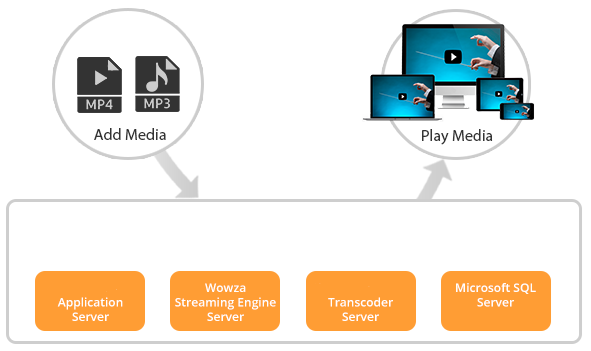 MP4
MP3
Add Media
Play Media
Application
Server
Wowza
Streaming Engine
Server
Transcoder
Server
Microsoft SQL
Server